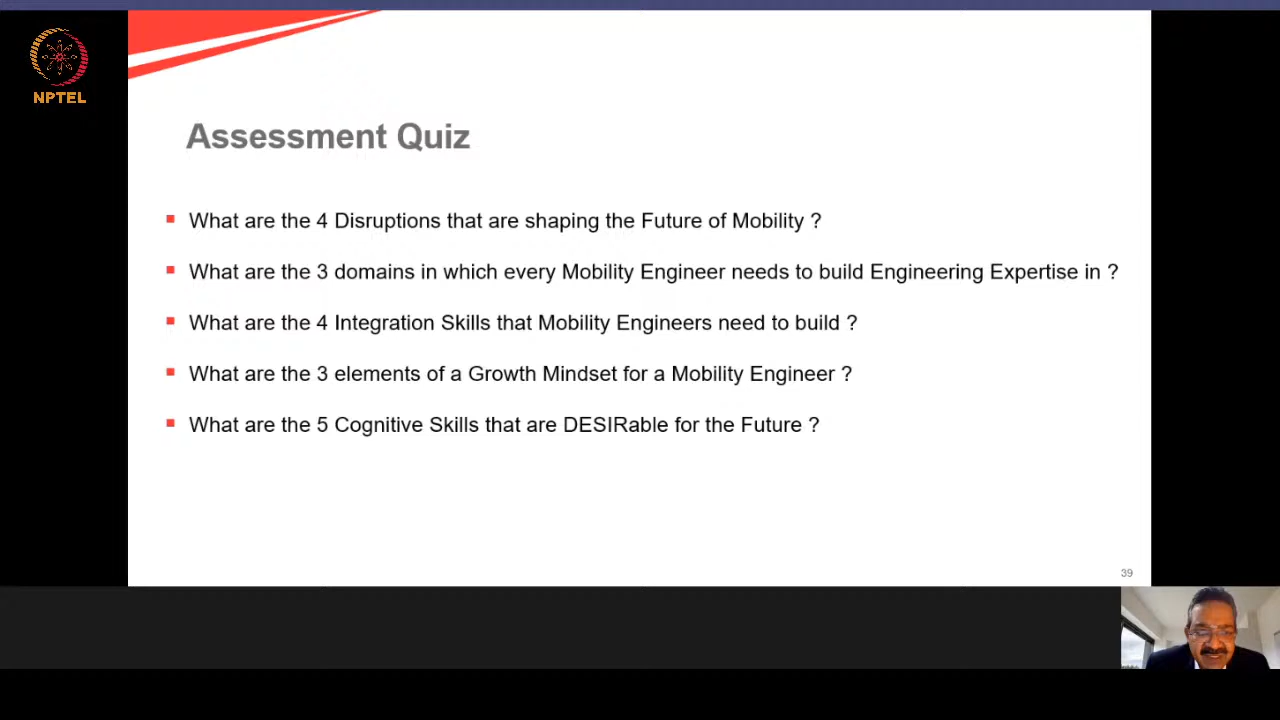 NPTEL
Assessment Quiz
What are the 4 Disruptions that are shaping the Future of Mobility ?
What are the 3 domains in which every Mobility Engineer needs to build Engineering Expertise in ?
What are the 4 Integration Skills that Mobility Engineers need to build ?
What are the 3 elements of a Growth Mindset for a Mobility Engineer ?
What are the 5 Cognitive Skills that are DESIRable for the Future ?
39